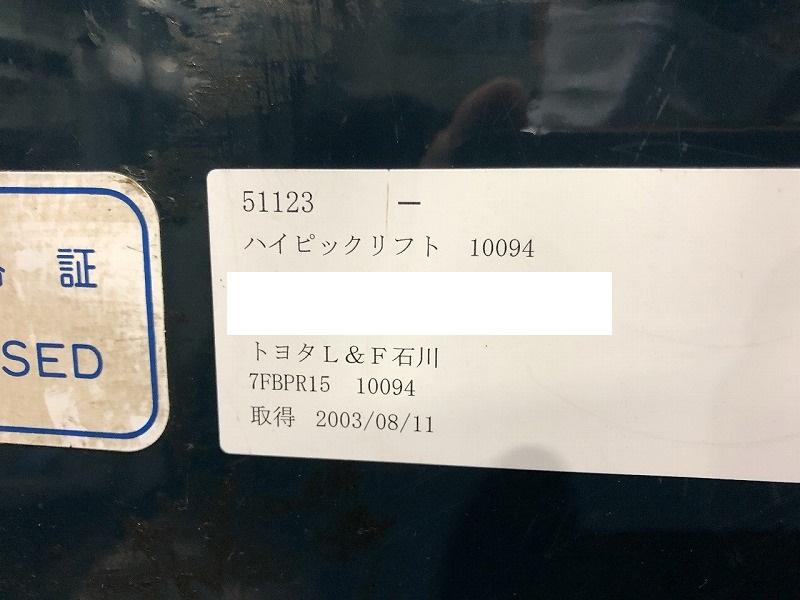 証
SED
51123 ー
ハイピックリフト 10094
トヨタL＆F石川
7FBPR15 10094
取得 2003/08/11